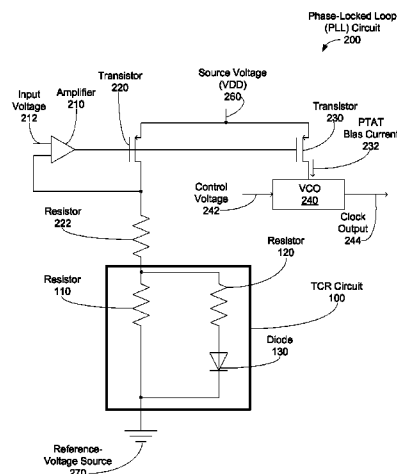 Phase-Locked Loop
(PLL) Circuit
200
Source Voltage
(VDD)
260
Transistor
220
Input
Voltage
212
Amplifier
210
Transistor
230
PTAT
Bias Current
232
Control
Voltage
242
VCO
240
Clock
Output
244
Resistor
222
Resistor
110
Resistor
120
TCR Circuit
100
Diode
130
Reference-
Voltage Source
270